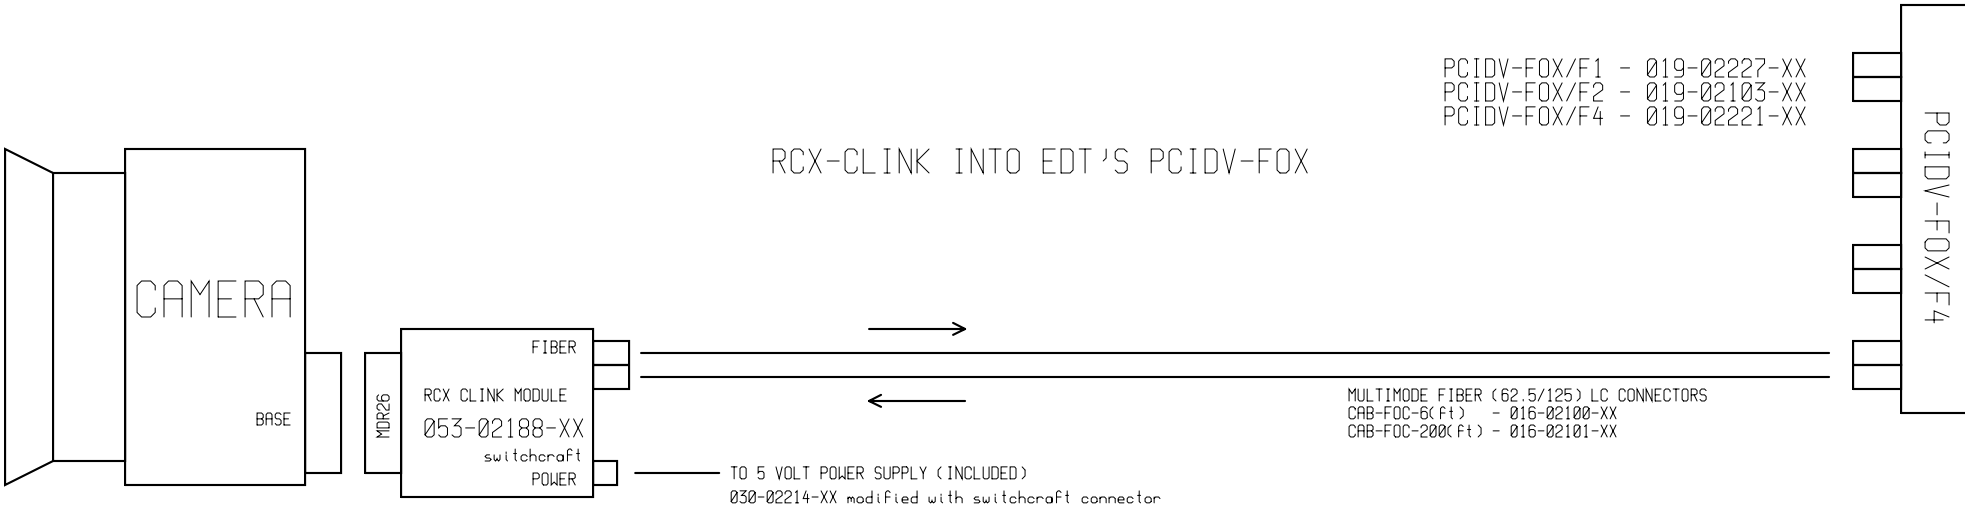 PCIDV-FOX/F1 - 019-02227-XX
PCIDV-FOX/F2 - 019-02103-XX
PCIDV-FOX/F4 - 019-02221-XX
RCX-CLINK INTO EDT'S PCIDV-FOX
PCIDV-FOX/F4
CAMERA
BASE
MDR26
FIBER
RCX CLINK MODULE
053-02188-XX
switchcraft
POWER
MULTIMODE FIBER (62.5/125) LC CONNECTORS
CAB-FOC-6(ft) - 016-02100-XX
CAB-FOC-200(ft) - 016-02101-XX
TO 5 VOLT POWER SUPPLY (INCLUDED)
030-02214-XX modified with switchcraft connector